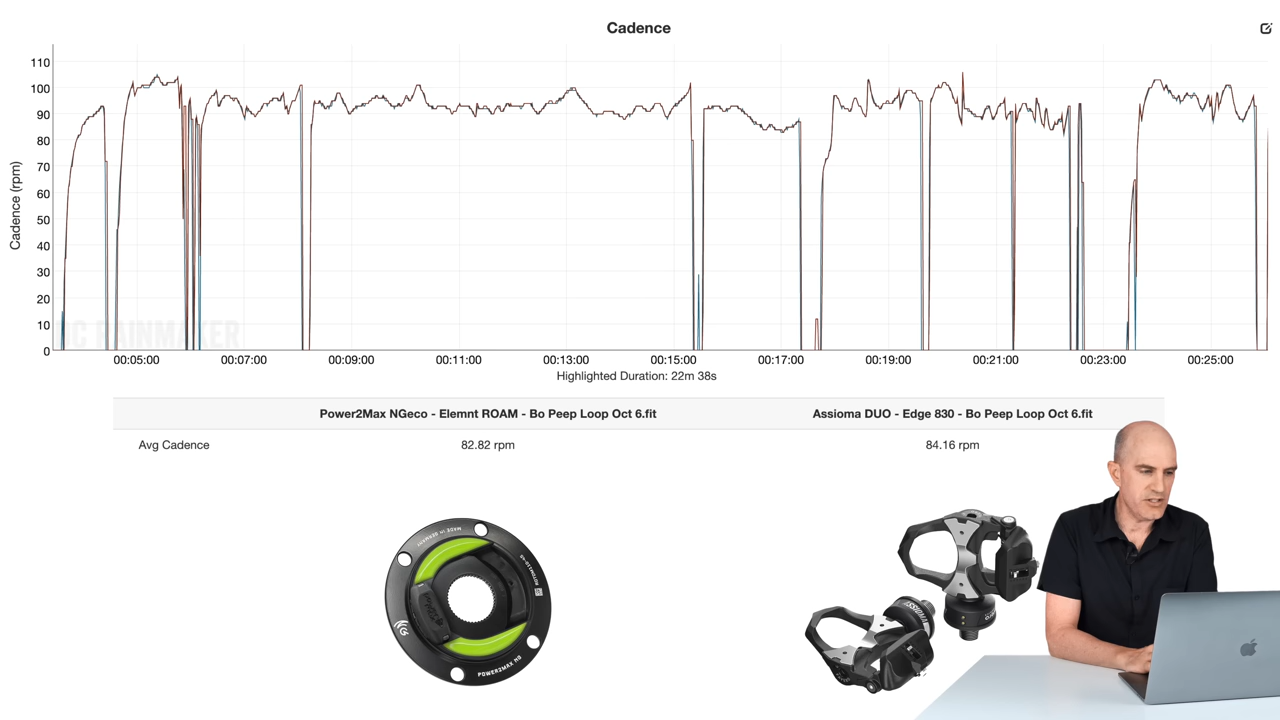 Cadence
110
100
90
80
70
60
50
40
30
20
10
0
Cadence (rpm)
DC RAINMAKER
00:05:00 00:07:00 00:09:00 00:11:00 00:13:00 00:15:00 00:17:00 00:19:00 00:21:00 00:23:00 00:25:00
Highlighted Duration: 22m 38s
Power2Max NGeco - Elemnt ROAM - Bo Peep Loop Oct 6.fit Assioma DUO - Edge 830 - Bo Peep Loop Oct 6.fit
Avg Cadence 82.82 rpm 84.16 rpm
POWER2MAX NG
ASSIOMA